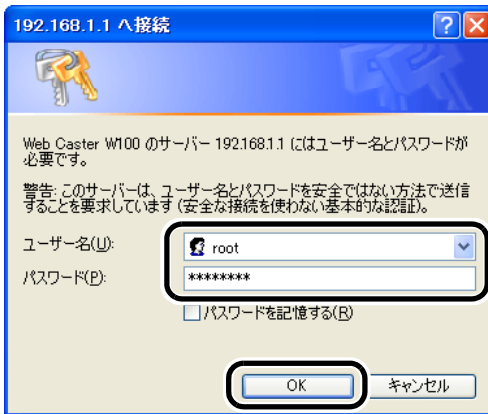 192.168.1.1 へ接続
Web Caster W100 のサーバー 192.168.1.1 にはユーザー名とパスワードが
必要です。
警告: このサーバーは、ユーザー名とパスワードを安全ではない方法で送信
することを要求しています (安全な接続を使わない基本的な認証)。
ユーザー名(U):
root
パスワード(P):
********
パスワードを記憶する(R)
OK
キャンセル